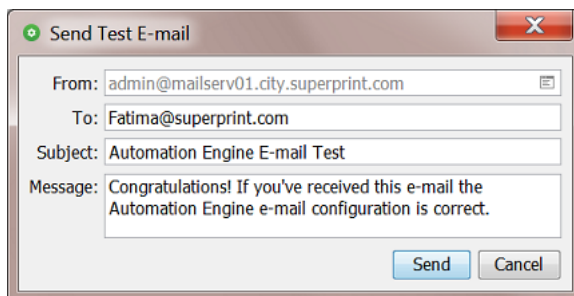 Send Test E-mail
From: admin@mailserv01.city.superprint.com
To: Fatima@superprint.com
Subject: Automation Engine E-mail Test
Message: Congratulations! If you've received this e-mail the
Automation Engine e-mail configuration is correct.
Send Cancel